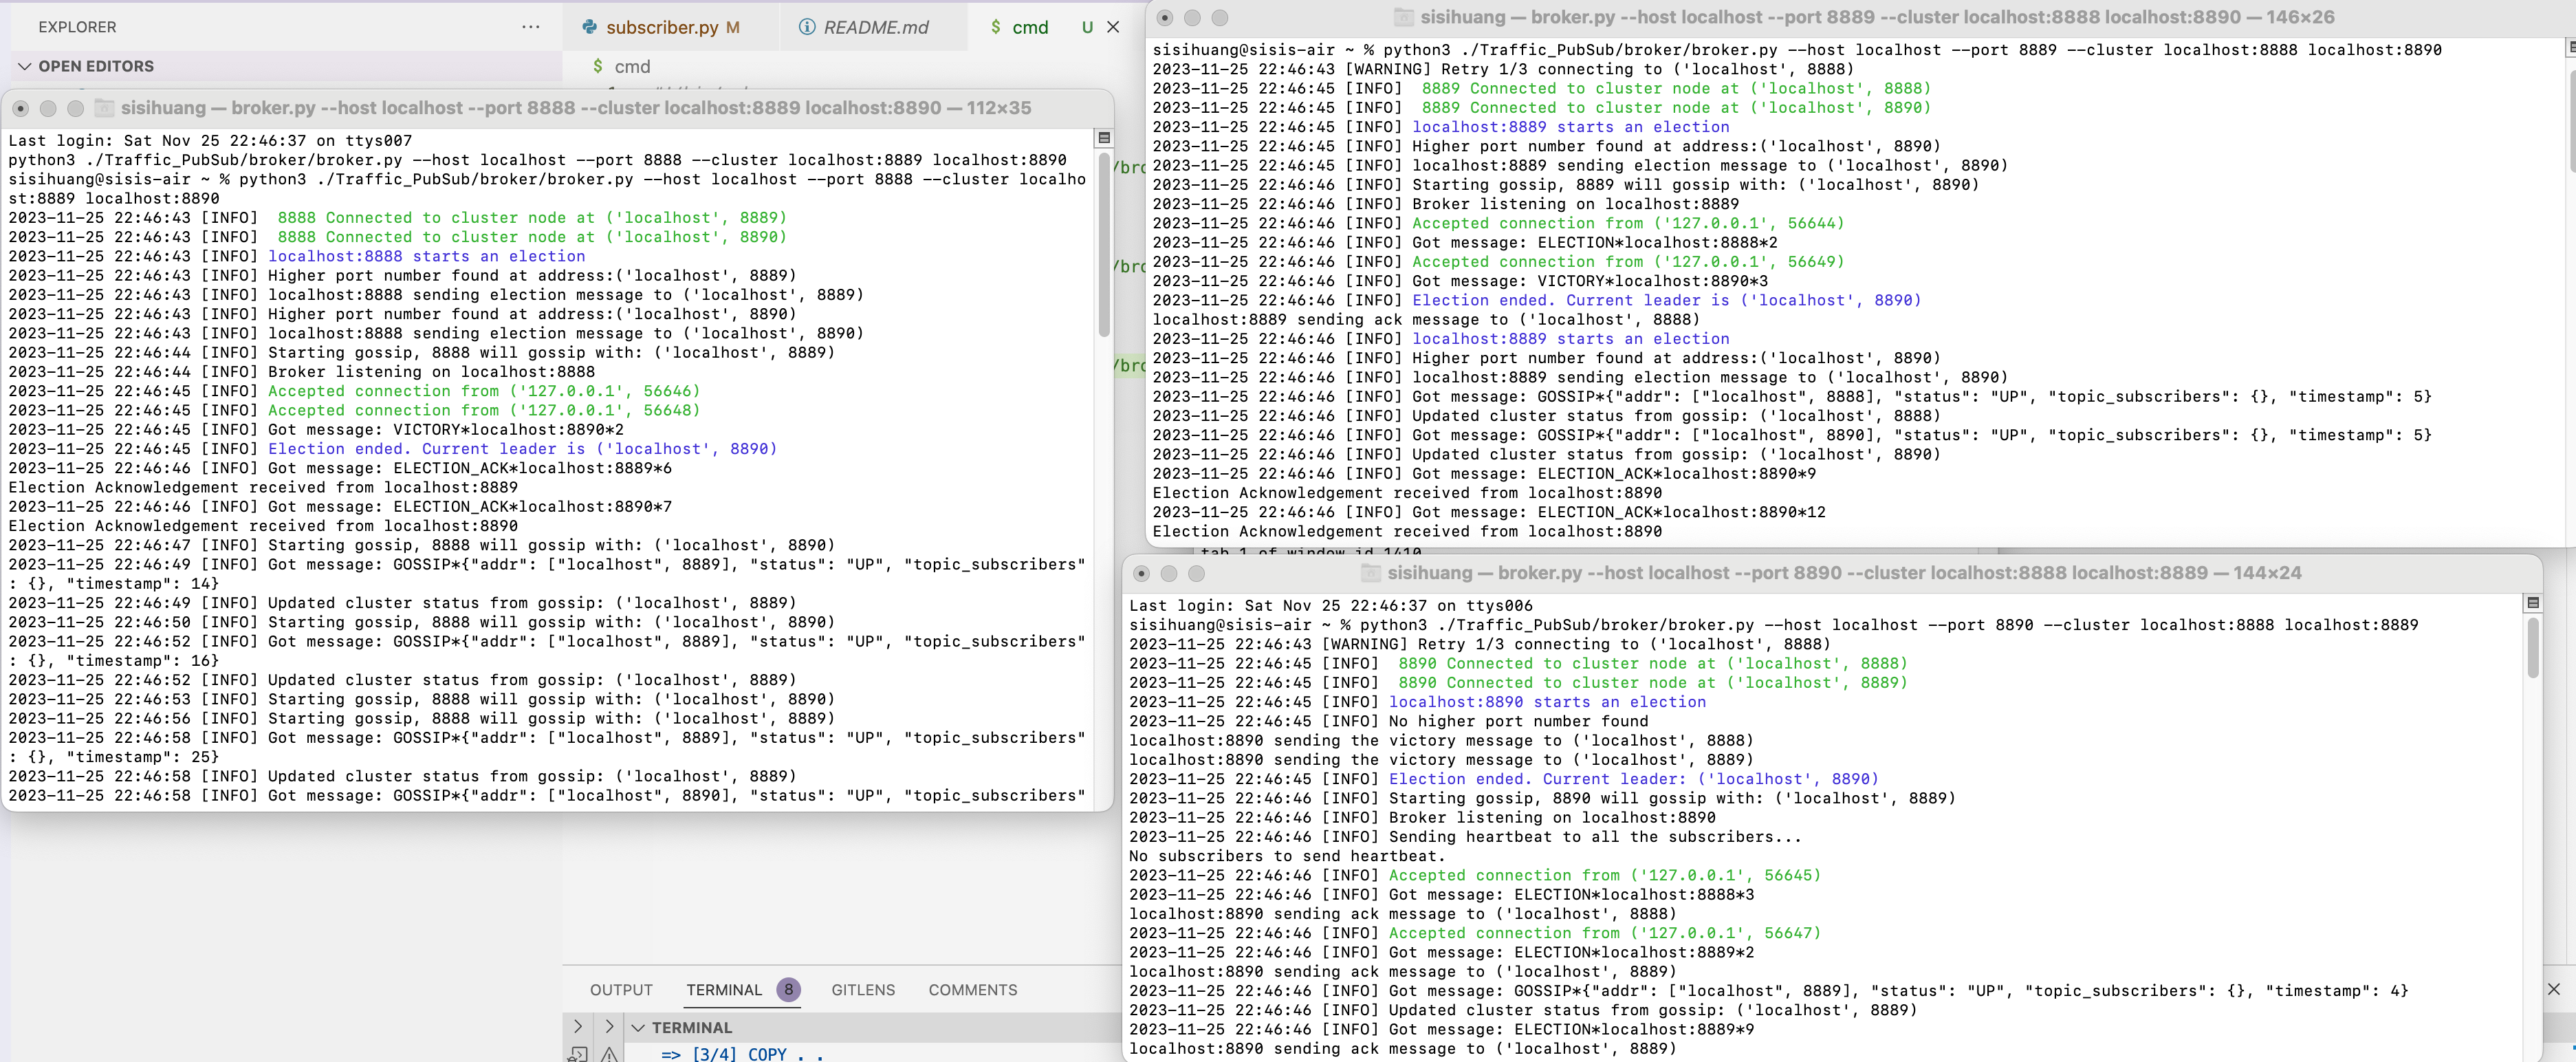 EXPLORER
...
OPEN EDITORS
subscriber.py M
README.md
$ cmd U
$ cmd
sisihuang — broker.py --host localhost --port 8888 --cluster localhost:8889 localhost:8890 — 112×35
Last login: Sat Nov 25 22:46:37 on ttys007
python3 ./Traffic_PubSub/broker/broker.py --host localhost --port 8888 --cluster localhost:8889 localhost:8890
sisihuang@sisis-air ~ % python3 ./Traffic_PubSub/broker/broker.py --host localhost --port 8888 --cluster localho
st:8889 localhost:8890
2023-11-25 22:46:43 [INFO]  8888 Connected to cluster node at ('localhost', 8889)
2023-11-25 22:46:43 [INFO]  8888 Connected to cluster node at ('localhost', 8890)
2023-11-25 22:46:43 [INFO] localhost:8888 starts an election
2023-11-25 22:46:43 [INFO] Higher port number found at address:('localhost', 8889)
2023-11-25 22:46:43 [INFO] localhost:8888 sending election message to ('localhost', 8889)
2023-11-25 22:46:43 [INFO] Higher port number found at address:('localhost', 8890)
2023-11-25 22:46:43 [INFO] localhost:8888 sending election message to ('localhost', 8890)
2023-11-25 22:46:44 [INFO] Starting gossip, 8888 will gossip with: ('localhost', 8889)
2023-11-25 22:46:44 [INFO] Broker listening on localhost:8888
2023-11-25 22:46:45 [INFO] Accepted connection from ('127.0.0.1', 56646)
2023-11-25 22:46:45 [INFO] Accepted connection from ('127.0.0.1', 56648)
2023-11-25 22:46:45 [INFO] Got message: VICTORY*localhost:8890*2
2023-11-25 22:46:45 [INFO] Election ended. Current leader is ('localhost', 8890)
2023-11-25 22:46:46 [INFO] Got message: ELECTION_ACK*localhost:8889*6
Election Acknowledgement received from localhost:8889
2023-11-25 22:46:46 [INFO] Got message: ELECTION_ACK*localhost:8890*7
Election Acknowledgement received from localhost:8890
2023-11-25 22:46:47 [INFO] Starting gossip, 8888 will gossip with: ('localhost', 8890)
2023-11-25 22:46:49 [INFO] Got message: GOSSIP*{"addr": ["localhost", 8889], "status": "UP", "topic_subscribers"
: {}, "timestamp": 14}
2023-11-25 22:46:49 [INFO] Updated cluster status from gossip: ('localhost', 8889)
2023-11-25 22:46:50 [INFO] Starting gossip, 8888 will gossip with: ('localhost', 8890)
2023-11-25 22:46:52 [INFO] Got message: GOSSIP*{"addr": ["localhost", 8889], "status": "UP", "topic_subscribers"
: {}, "timestamp": 16}
2023-11-25 22:46:52 [INFO] Updated cluster status from gossip: ('localhost', 8889)
2023-11-25 22:46:53 [INFO] Starting gossip, 8888 will gossip with: ('localhost', 8890)
2023-11-25 22:46:56 [INFO] Starting gossip, 8888 will gossip with: ('localhost', 8889)
2023-11-25 22:46:58 [INFO] Got message: GOSSIP*{"addr": ["localhost", 8889], "status": "UP", "topic_subscribers"
: {}, "timestamp": 25}
2023-11-25 22:46:58 [INFO] Updated cluster status from gossip: ('localhost', 8889)
2023-11-25 22:46:58 [INFO] Got message: GOSSIP*{"addr": ["localhost", 8890], "status": "UP", "topic_subscribers"
/bro
/bro
/bro
sisihuang — broker.py --host localhost --port 8889 --cluster localhost:8888 localhost:8890 — 146×26
sisihuang@sisis-air ~ % python3 ./Traffic_PubSub/broker/broker.py --host localhost --port 8889 --cluster localhost:8888 localhost:8890
2023-11-25 22:46:43 [WARNING] Retry 1/3 connecting to ('localhost', 8888)
2023-11-25 22:46:45 [INFO]  8889 Connected to cluster node at ('localhost', 8888)
2023-11-25 22:46:45 [INFO]  8889 Connected to cluster node at ('localhost', 8890)
2023-11-25 22:46:45 [INFO] localhost:8889 starts an election
2023-11-25 22:46:45 [INFO] Higher port number found at address:('localhost', 8890)
2023-11-25 22:46:45 [INFO] localhost:8889 sending election message to ('localhost', 8890)
2023-11-25 22:46:46 [INFO] Starting gossip, 8889 will gossip with: ('localhost', 8890)
2023-11-25 22:46:46 [INFO] Broker listening on localhost:8889
2023-11-25 22:46:46 [INFO] Accepted connection from ('127.0.0.1', 56644)
2023-11-25 22:46:46 [INFO] Got message: ELECTION*localhost:8888*2
2023-11-25 22:46:46 [INFO] Accepted connection from ('127.0.0.1', 56649)
2023-11-25 22:46:46 [INFO] Got message: VICTORY*localhost:8890*3
2023-11-25 22:46:46 [INFO] Election ended. Current leader is ('localhost', 8890)
localhost:8889 sending ack message to ('localhost', 8888)
2023-11-25 22:46:46 [INFO] localhost:8889 starts an election
2023-11-25 22:46:46 [INFO] Higher port number found at address:('localhost', 8890)
2023-11-25 22:46:46 [INFO] localhost:8889 sending election message to ('localhost', 8890)
2023-11-25 22:46:46 [INFO] Got message: GOSSIP*{"addr": ["localhost", 8888], "status": "UP", "topic_subscribers": {}, "timestamp": 5}
2023-11-25 22:46:46 [INFO] Updated cluster status from gossip: ('localhost', 8888)
2023-11-25 22:46:46 [INFO] Got message: GOSSIP*{"addr": ["localhost", 8890], "status": "UP", "topic_subscribers": {}, "timestamp": 5}
2023-11-25 22:46:46 [INFO] Updated cluster status from gossip: ('localhost', 8890)
2023-11-25 22:46:46 [INFO] Got message: ELECTION_ACK*localhost:8890*9
Election Acknowledgement received from localhost:8890
2023-11-25 22:46:46 [INFO] Got message: ELECTION_ACK*localhost:8890*12
Election Acknowledgement received from localhost:8890
tab 1 of window id 1410
sisihuang — broker.py --host localhost --port 8890 --cluster localhost:8888 localhost:8889 — 144×24
Last login: Sat Nov 25 22:46:37 on ttys006
sisihuang@sisis-air ~ % python3 ./Traffic_PubSub/broker/broker.py --host localhost --port 8890 --cluster localhost:8888 localhost:8889
2023-11-25 22:46:43 [WARNING] Retry 1/3 connecting to ('localhost', 8888)
2023-11-25 22:46:45 [INFO]  8890 Connected to cluster node at ('localhost', 8888)
2023-11-25 22:46:45 [INFO]  8890 Connected to cluster node at ('localhost', 8889)
2023-11-25 22:46:45 [INFO] localhost:8890 starts an election
2023-11-25 22:46:45 [INFO] No higher port number found
localhost:8890 sending the victory message to ('localhost', 8888)
localhost:8890 sending the victory message to ('localhost', 8889)
2023-11-25 22:46:45 [INFO] Election ended. Current leader: ('localhost', 8890)
2023-11-25 22:46:46 [INFO] Starting gossip, 8890 will gossip with: ('localhost', 8889)
2023-11-25 22:46:46 [INFO] Broker listening on localhost:8890
2023-11-25 22:46:46 [INFO] Sending heartbeat to all the subscribers...
No subscribers to send heartbeat.
2023-11-25 22:46:46 [INFO] Accepted connection from ('127.0.0.1', 56645)
2023-11-25 22:46:46 [INFO] Got message: ELECTION*localhost:8888*3
localhost:8890 sending ack message to ('localhost', 8888)
2023-11-25 22:46:46 [INFO] Accepted connection from ('127.0.0.1', 56647)
2023-11-25 22:46:46 [INFO] Got message: ELECTION*localhost:8889*2
localhost:8890 sending ack message to ('localhost', 8889)
2023-11-25 22:46:46 [INFO] Got message: GOSSIP*{"addr": ["localhost", 8889], "status": "UP", "topic_subscribers": {}, "timestamp": 4}
2023-11-25 22:46:46 [INFO] Updated cluster status from gossip: ('localhost', 8889)
2023-11-25 22:46:46 [INFO] Got message: ELECTION*localhost:8889*9
localhost:8890 sending ack message to ('localhost', 8889)
OUTPUT
TERMINAL 8
GITLENS
COMMENTS
TERMINAL
=> [3/4] COPY . .